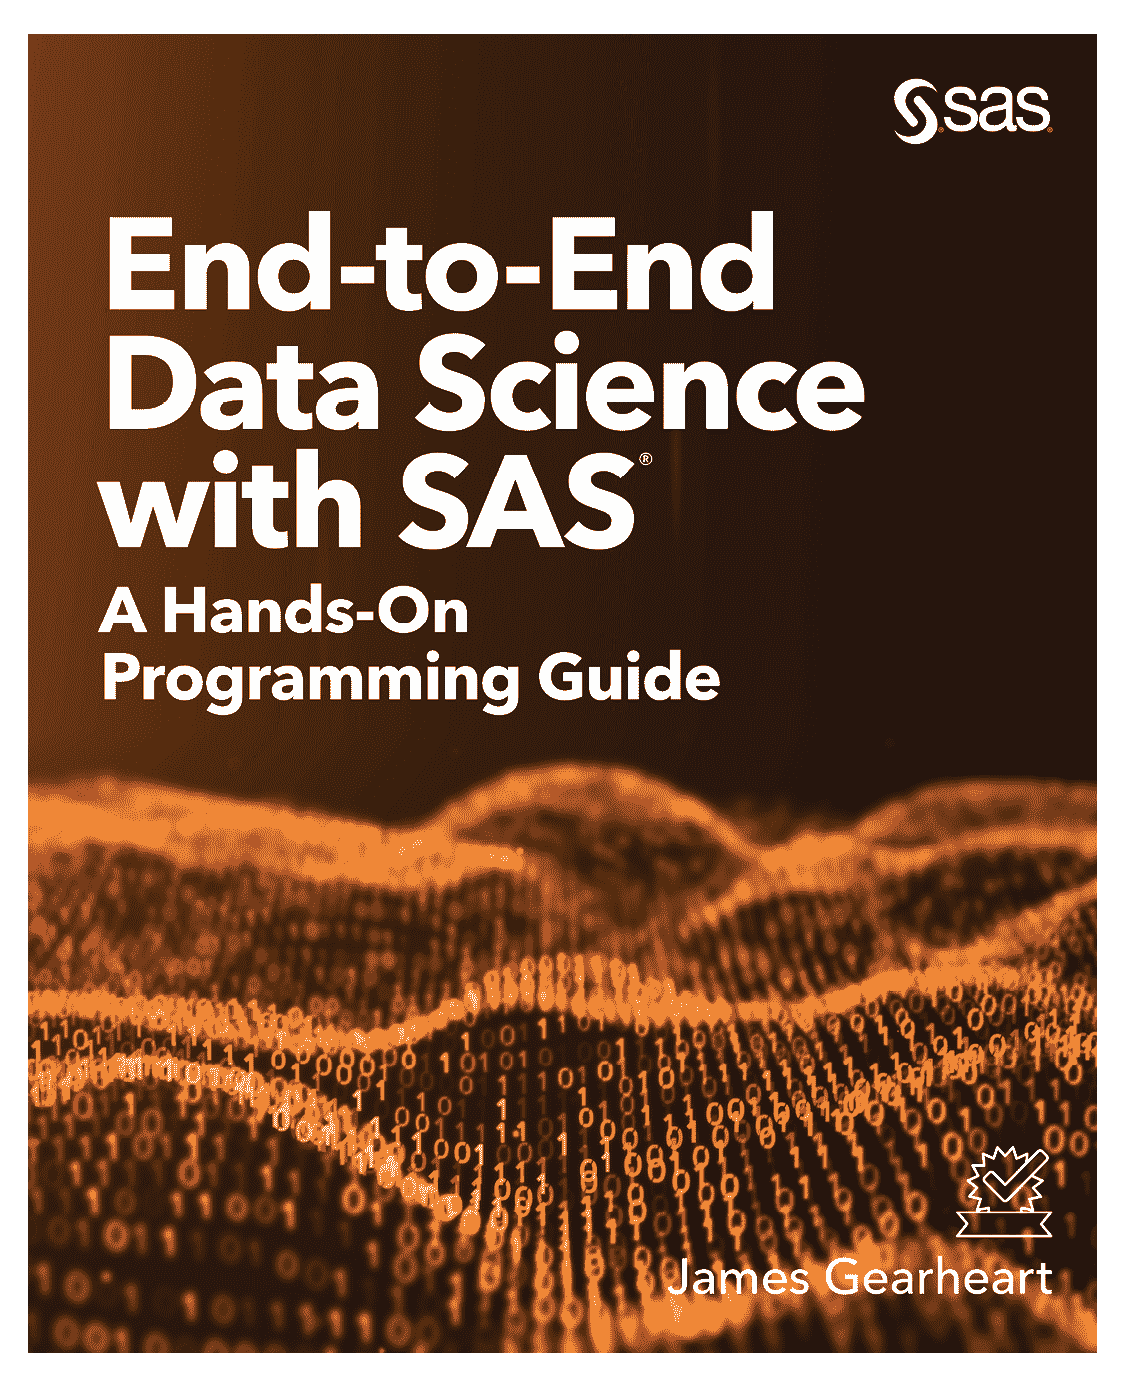 sas
End-to-End
Data Science
with SAS®
A Hands-On
Programming Guide
James Gearheart